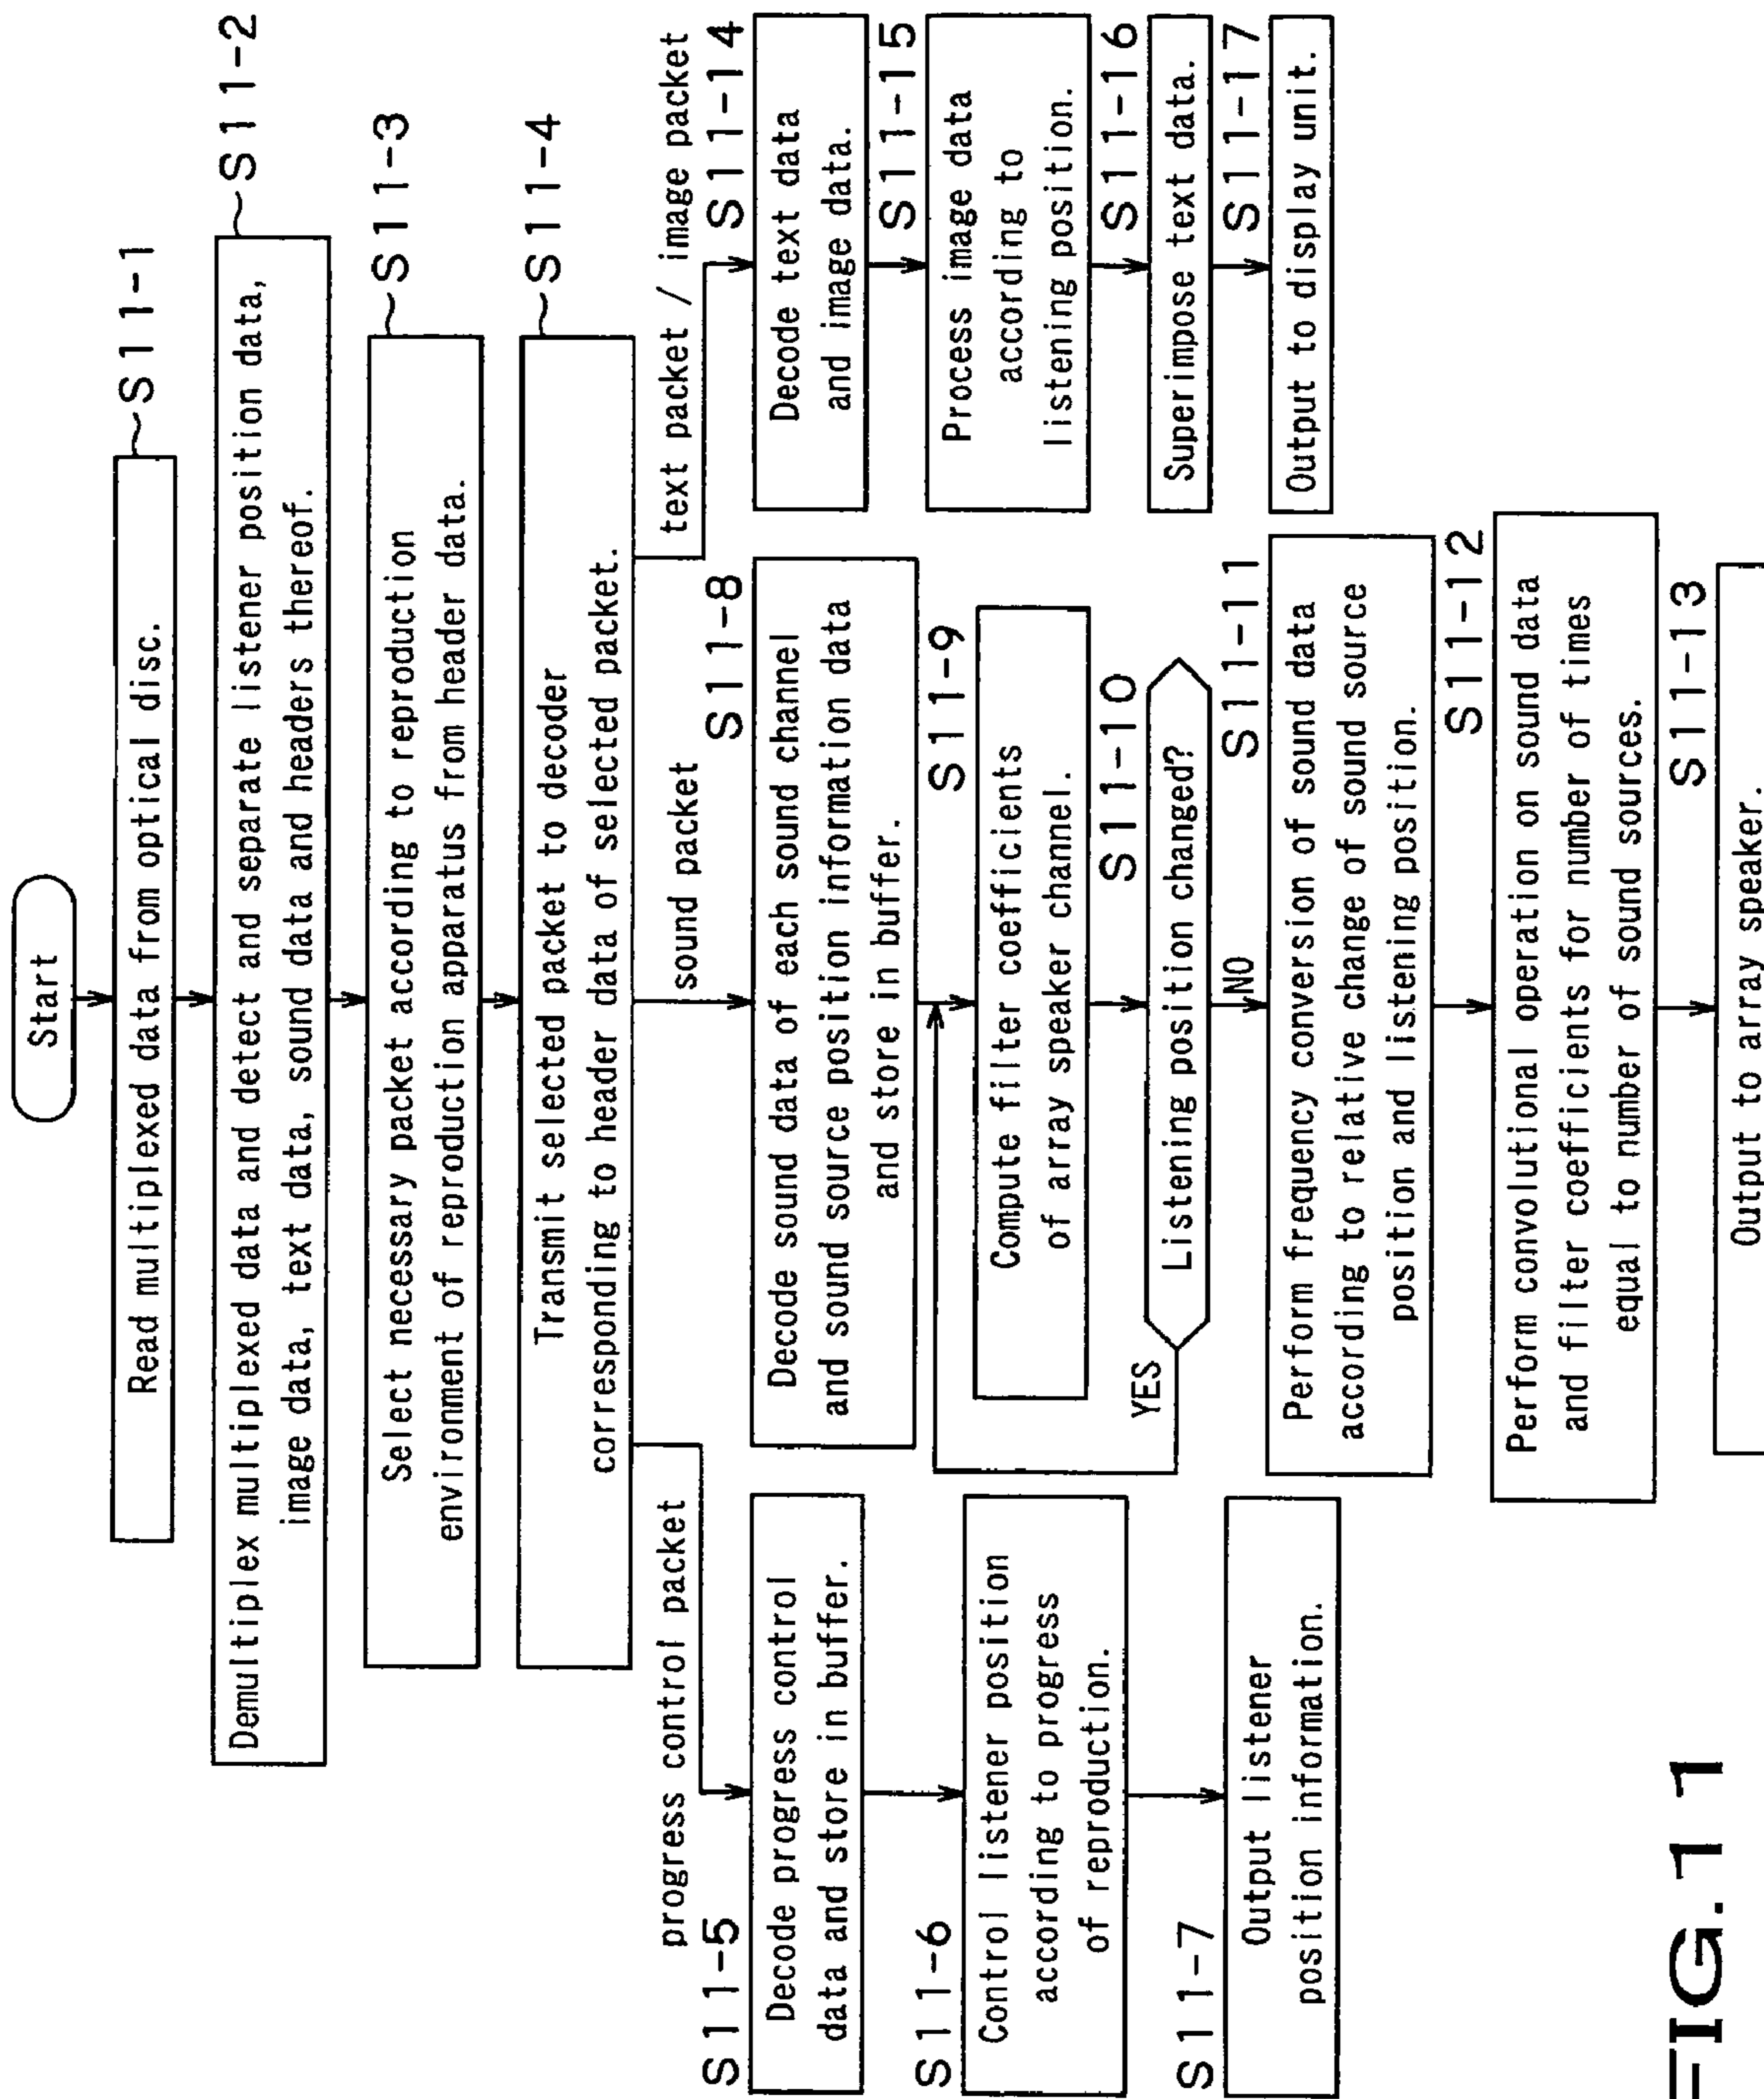 Start
S11-1
Read multiplexed data from optical disc.
S11-2
Demultiplex multiplexed data and detect and separate listener position data,
image data, text data, sound data and headers thereof.
S11-3
Select necessary packet according to reproduction
environment of reproduction apparatus from header data.
S11-4
Transmit selected packet to decoder
corresponding to header data of selected packet.
progress control packet
S11-5
Decode progress control
data and store in buffer.
S11-6
Control listener position
according to progress
of reproduction.
S11-7
Output listener
position information.
sound packet
S11-8
Decode sound data of each sound channel
and sound source position information data
and store in buffer.
S11-9
Compute filter coefficients
of array speaker channel.
S11-10
Listening position changed?
YES
NO
S11-11
Perform frequency conversion of sound data
according to relative change of sound source
position and listening position.
S11-12
Perform convolutional operation on sound data
and filter coefficients for number of times
equal to number of sound sources.
S11-13
Output to array speaker.
text packet / image packet
S11-14
Decode text data
and image data.
S11-15
Process image data
according to
listening position.
S11-16
Superimpose text data.
S11-17
Output to display unit.
FIG.11